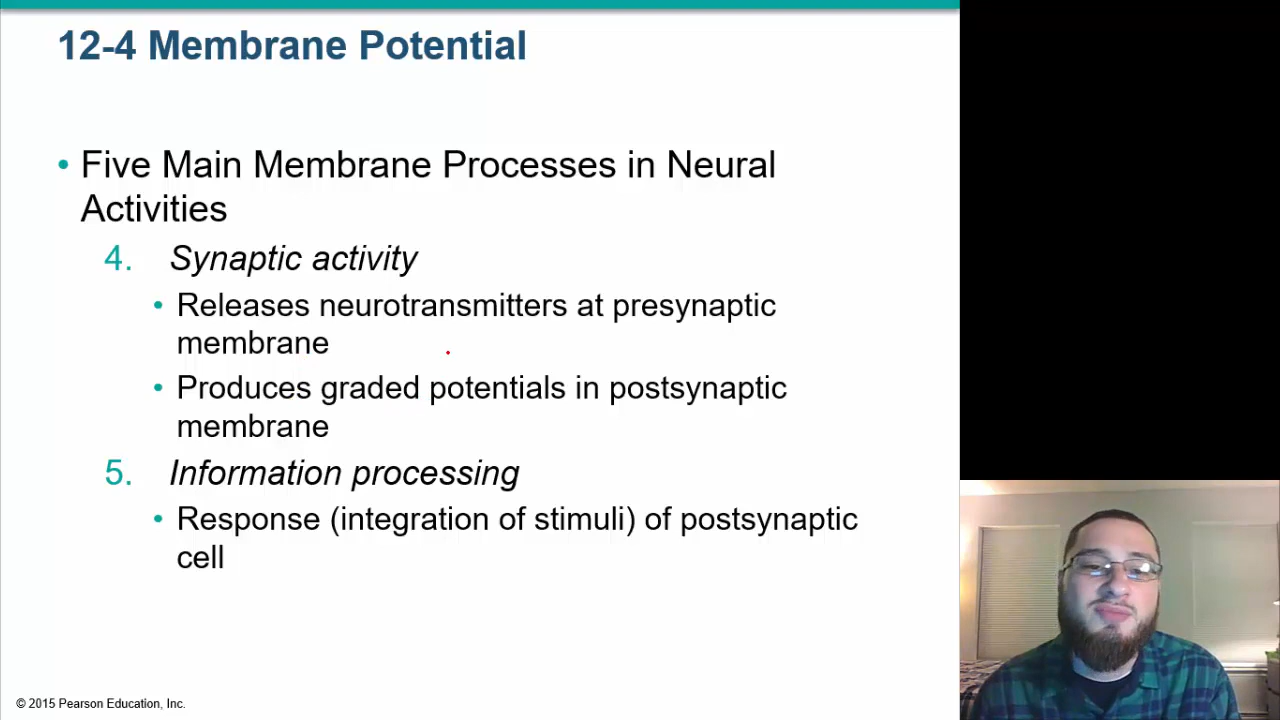 12-4 Membrane Potential
• Five Main Membrane Processes in Neural
Activities
4. Synaptic activity
• Releases neurotransmitters at presynaptic
membrane
• Produces graded potentials in postsynaptic
membrane
5. Information processing
• Response (integration of stimuli) of postsynaptic
cell
© 2015 Pearson Education, Inc.